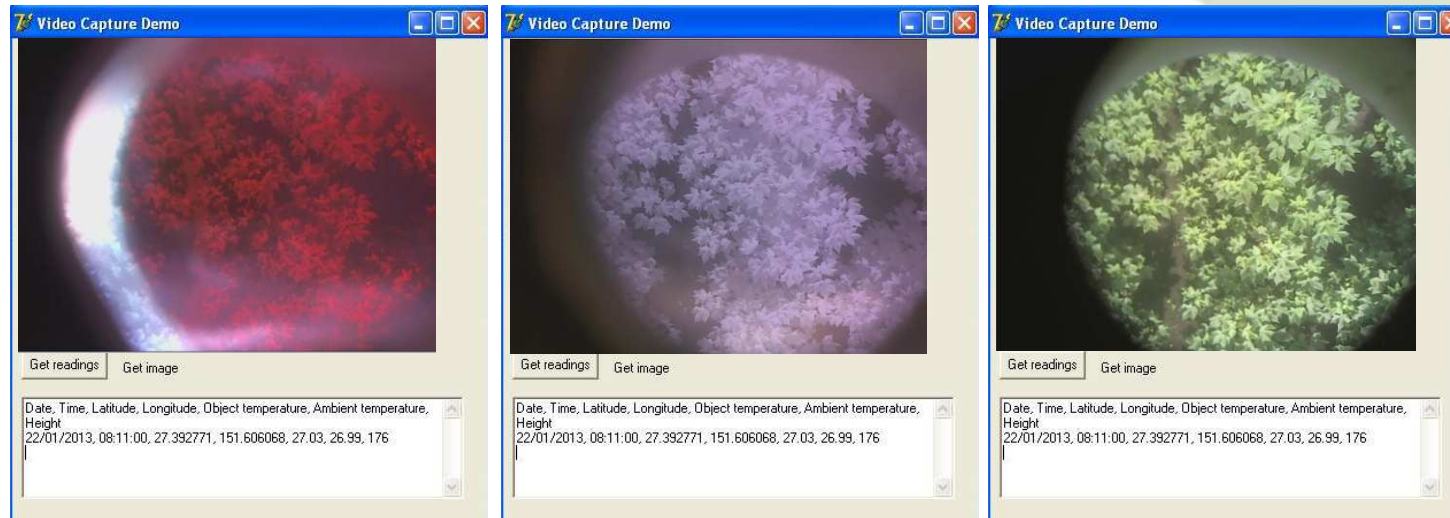 Video Capture Demo
Get readings
Get image
Date, Time, Latitude, Longitude, Object temperature, Ambient temperature,
Height
22/01/2013, 08:11:00, 27.392771, 151.606068, 27.03, 26.99, 176
Video Capture Demo
Get readings
Get image
Date, Time, Latitude, Longitude, Object temperature, Ambient temperature,
Height
22/01/2013, 08:11:00, 27.392771, 151.606068, 27.03, 26.99, 176
Video Capture Demo
Get readings
Get image
Date, Time, Latitude, Longitude, Object temperature, Ambient temperature,
Height
22/01/2013, 08:11:00, 27.392771, 151.606068, 27.03, 26.99, 176